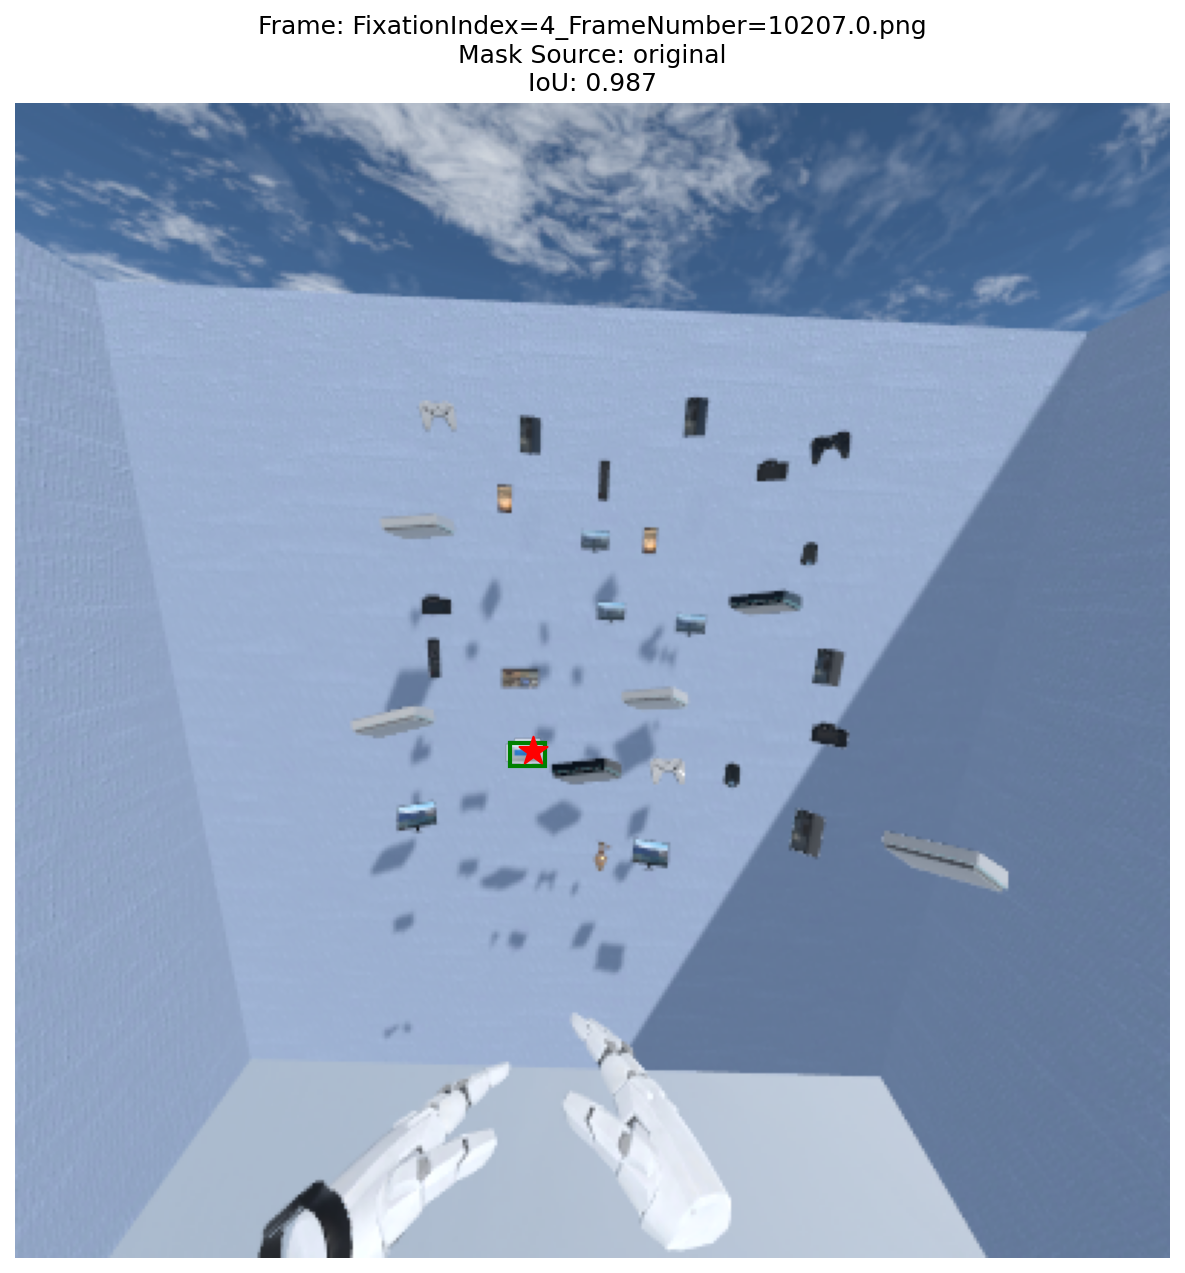 Frame: FixationIndex=4_FrameNumber=10207.0.png
Mask Source: original
IoU: 0.987